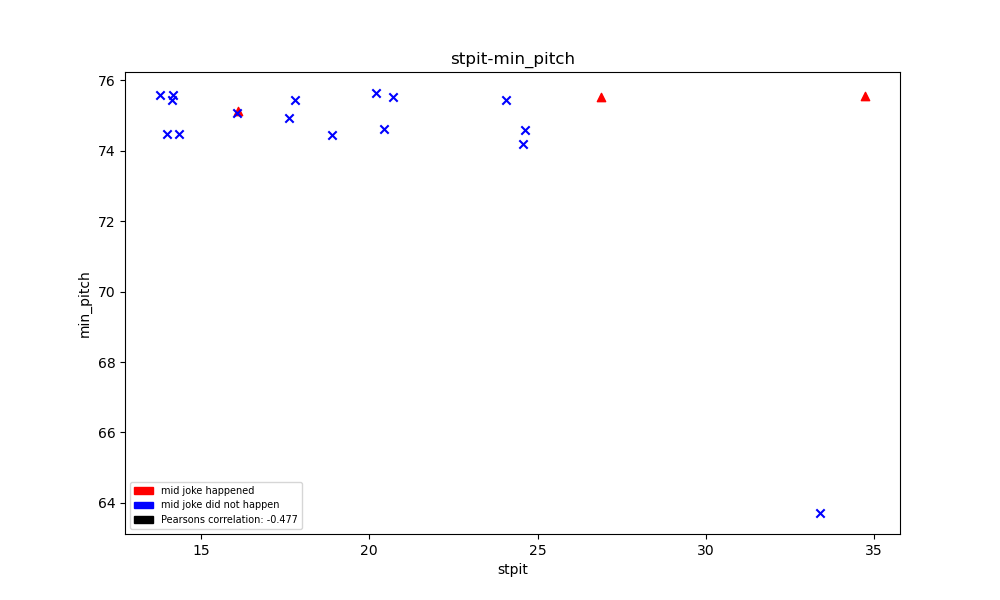 stpit-min_pitch
76
74
72
70
68
66
64
min_pitch
mid joke happened
mid joke did not happen
Pearsons correlation: -0.477
15
20
25
30
35
stpit